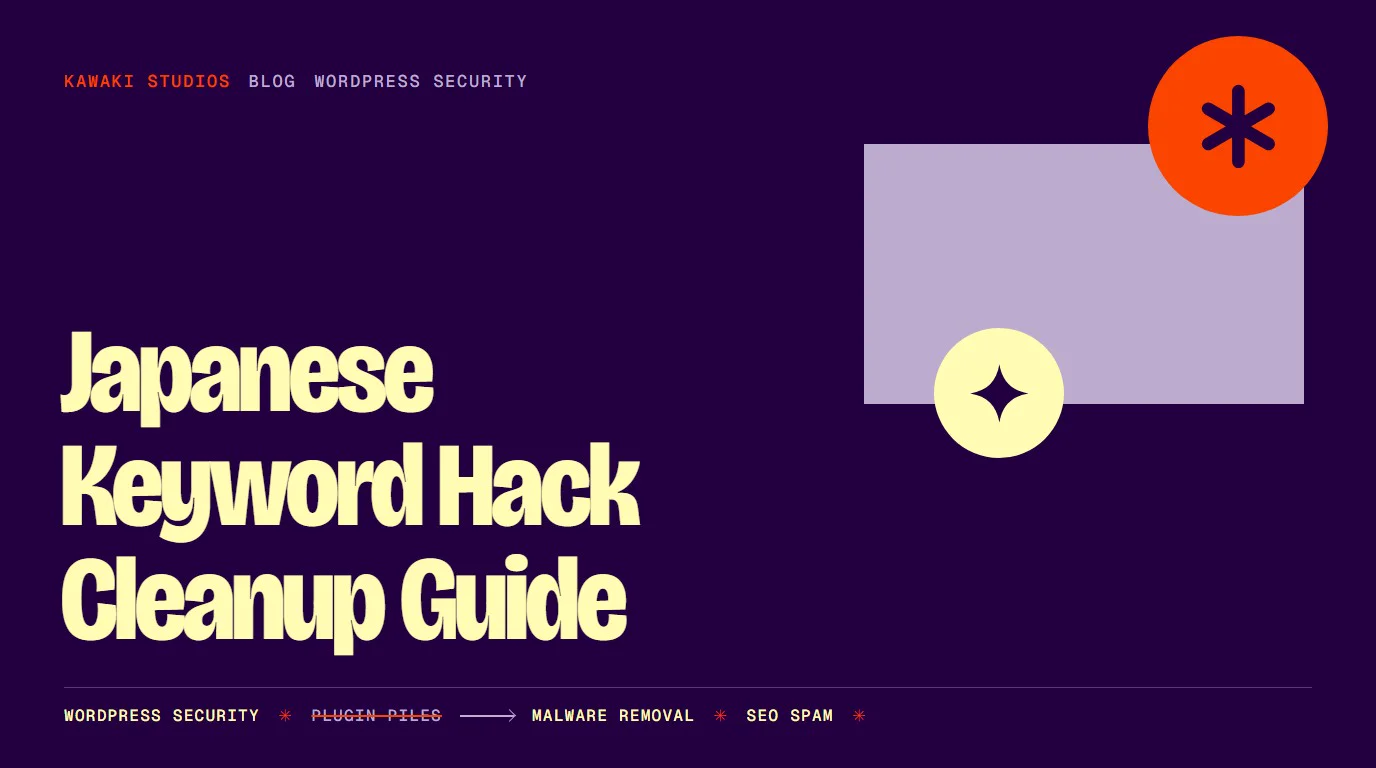 KAWAKI STUDIOS BLOG WORDPRESS SECURITY
Japanese
Keyword Hack
Cleanup Guide
WORDPRESS SECURITY PLUGIN PILES MALWARE REMOVAL SEO SPAM